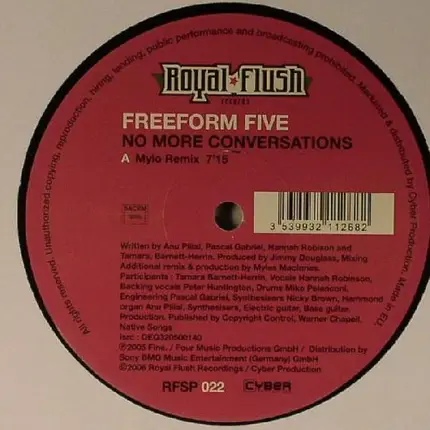 All rights reserved. Unauthorized copying, reproduction, hiring, lending, public performance and broadcasting prohibited. Marketed & distributed by Cyber Production. Made in EU.
Royal Flush
records
FREEFORM FIVE
NO MORE CONVERSATIONS
A Mylo Remix 7'15
SACEM
3 539932 112682
Written by Anu Pillai, Pascal Gabriel, Hannah Robison and
Tamara, Barnett-Herrin, Produced by Jimmy Douglass, Mixing
Additional remix & production by Myles MacInnes.
Participants : Tamara Barnett-Herrin, Vocals Hannah Robinson,
Backing vocals Peter Huntington, Drums Mike Pelanconi,
Engineering Pascal Gabriel, Synthesisers Nicky Brown, Hammond
organ Anu Pillai, Synthesisers, Electric guitar, Bass guitar
Production. Published by Copyright Control, Warner Chapell,
Native Songs
Isrc : DEQ320500140
Ⓟ2005 Fine. / Four Music Productions GmbH / Distribution by
Sony BMG Music Entertainment (Germany) GmbH
©2006 Royal Flush Recordings / Cyber Production
RFSP 022 CYBER